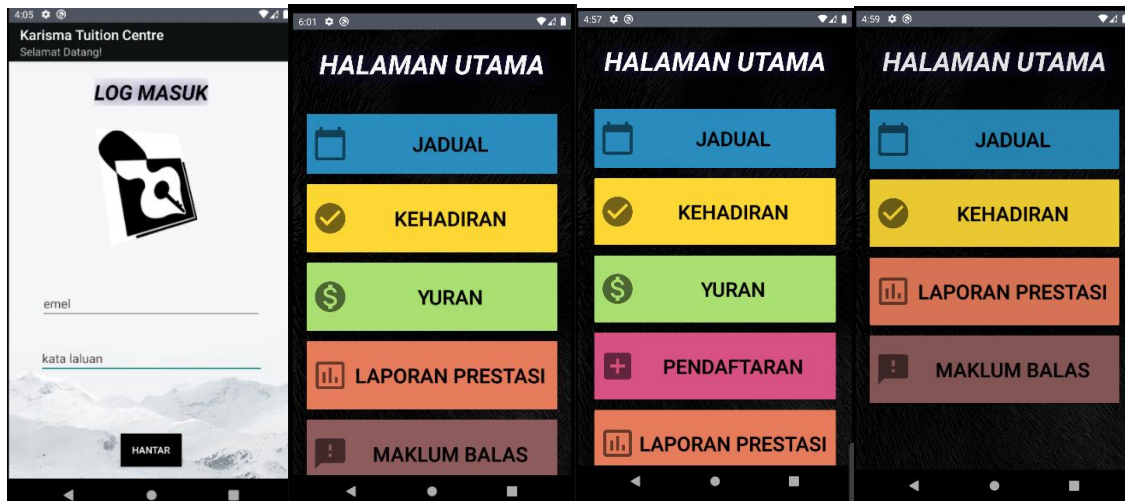 4:05
Karisma Tuition Centre
Selamat Datang!
LOG MASUK
emel
kata laluan
HANTAR
6:01
HALAMAN UTAMA
JADUAL
KEHADIRAN
YURAN
LAPORAN PRESTASI
MAKLUM BALAS
4:57
HALAMAN UTAMA
JADUAL
KEHADIRAN
YURAN
PENDAFTARAN
LAPORAN PRESTASI
4:59
HALAMAN UTAMA
JADUAL
KEHADIRAN
LAPORAN PRESTASI
MAKLUM BALAS